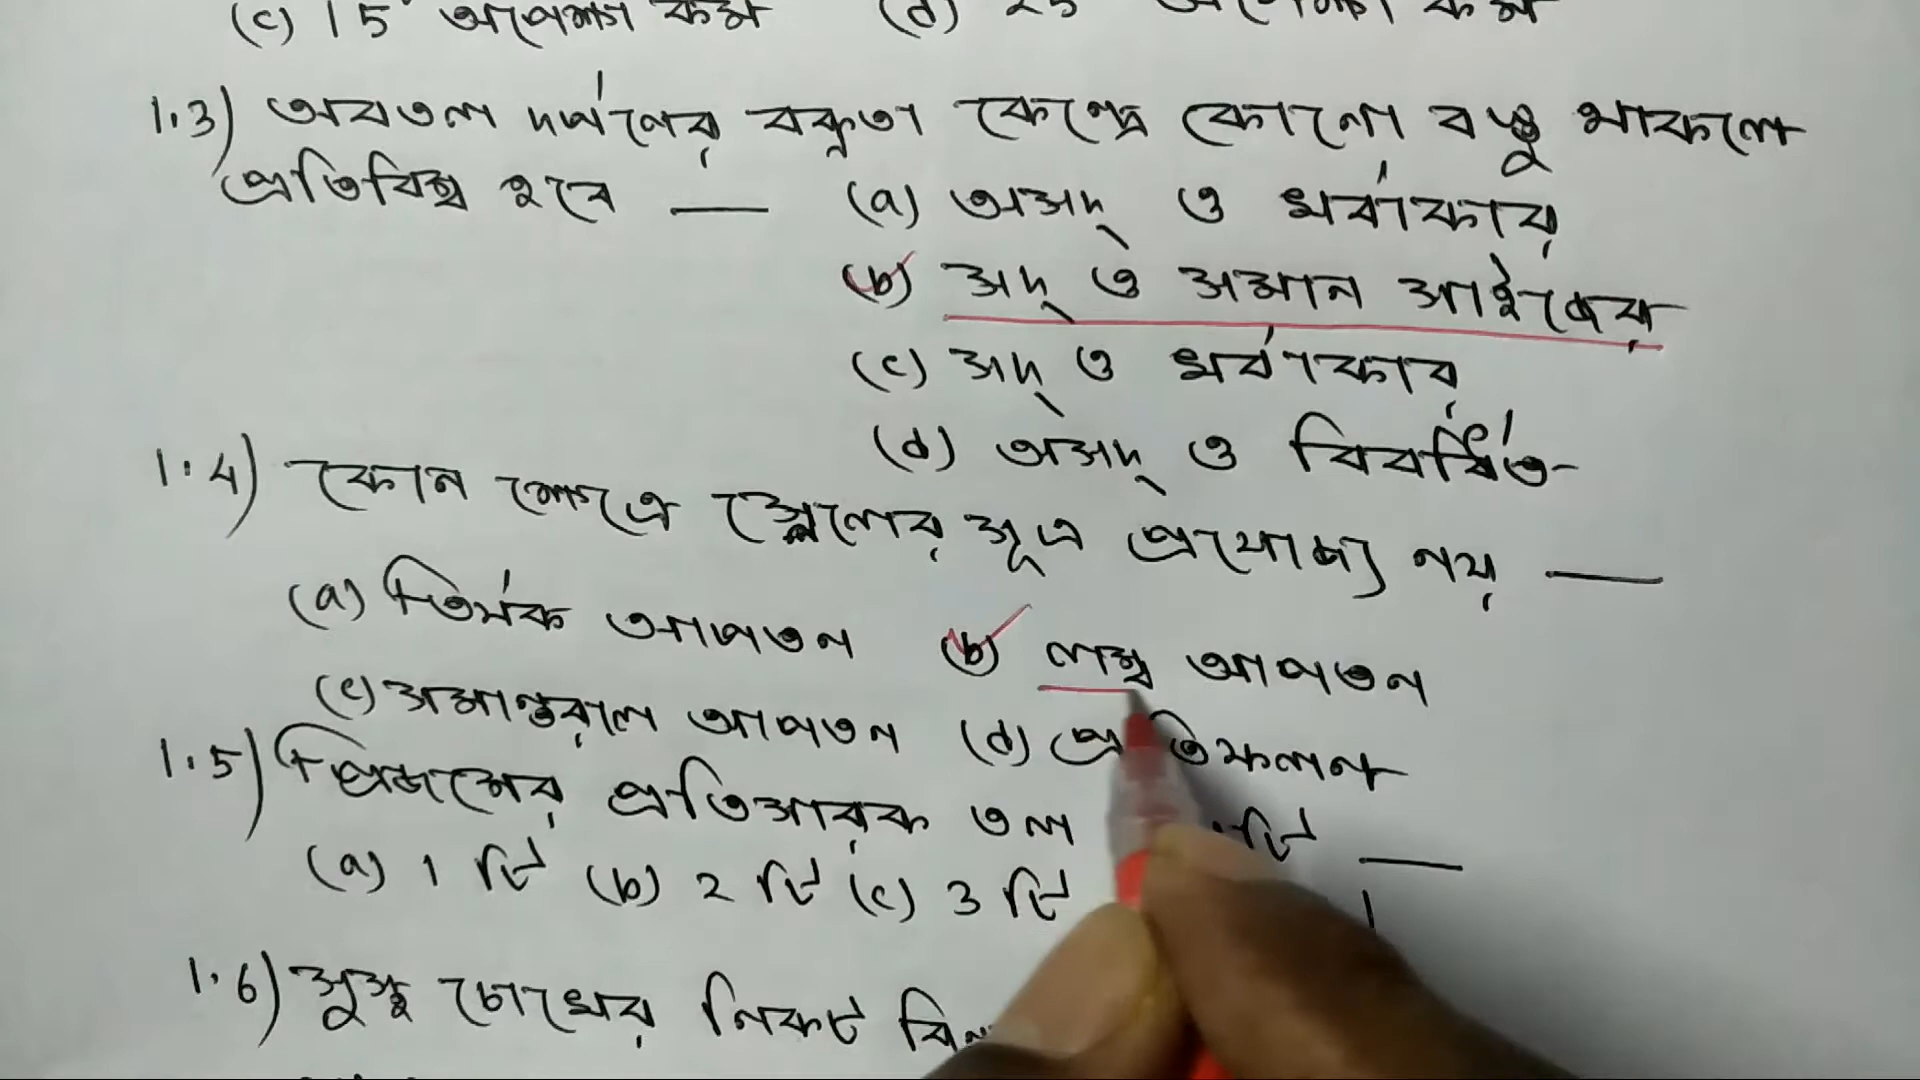 (c) 15° অপেক্ষা কম (d) 25° অপেক্ষা কম
1.3) অবতল দর্পণের বক্রতা কেন্দ্রে কোনো বস্তু থাকলে
প্রতিবিম্ব হবে — (a) অসদ্ ও খর্বাকার
(b) সদ্ ও সমান সাইজের
(c) সদ্ ও খর্বাকার
(d) অসদ্ ও বিবর্ধিত
1.4) কোন ক্ষেত্রে স্নেলের সূত্র প্রযোজ্য নয় —
(a) তির্যক আপতন (b) লম্ব আপতন
(c) সমান্তরাল আপতন (d) প্রতিফলন
1.5) প্রিজমের প্রতিসারক তল টি —
(a) 1 টি (b) 2 টি (c) 3 টি
1.6) সুস্থ চোখের নিকট